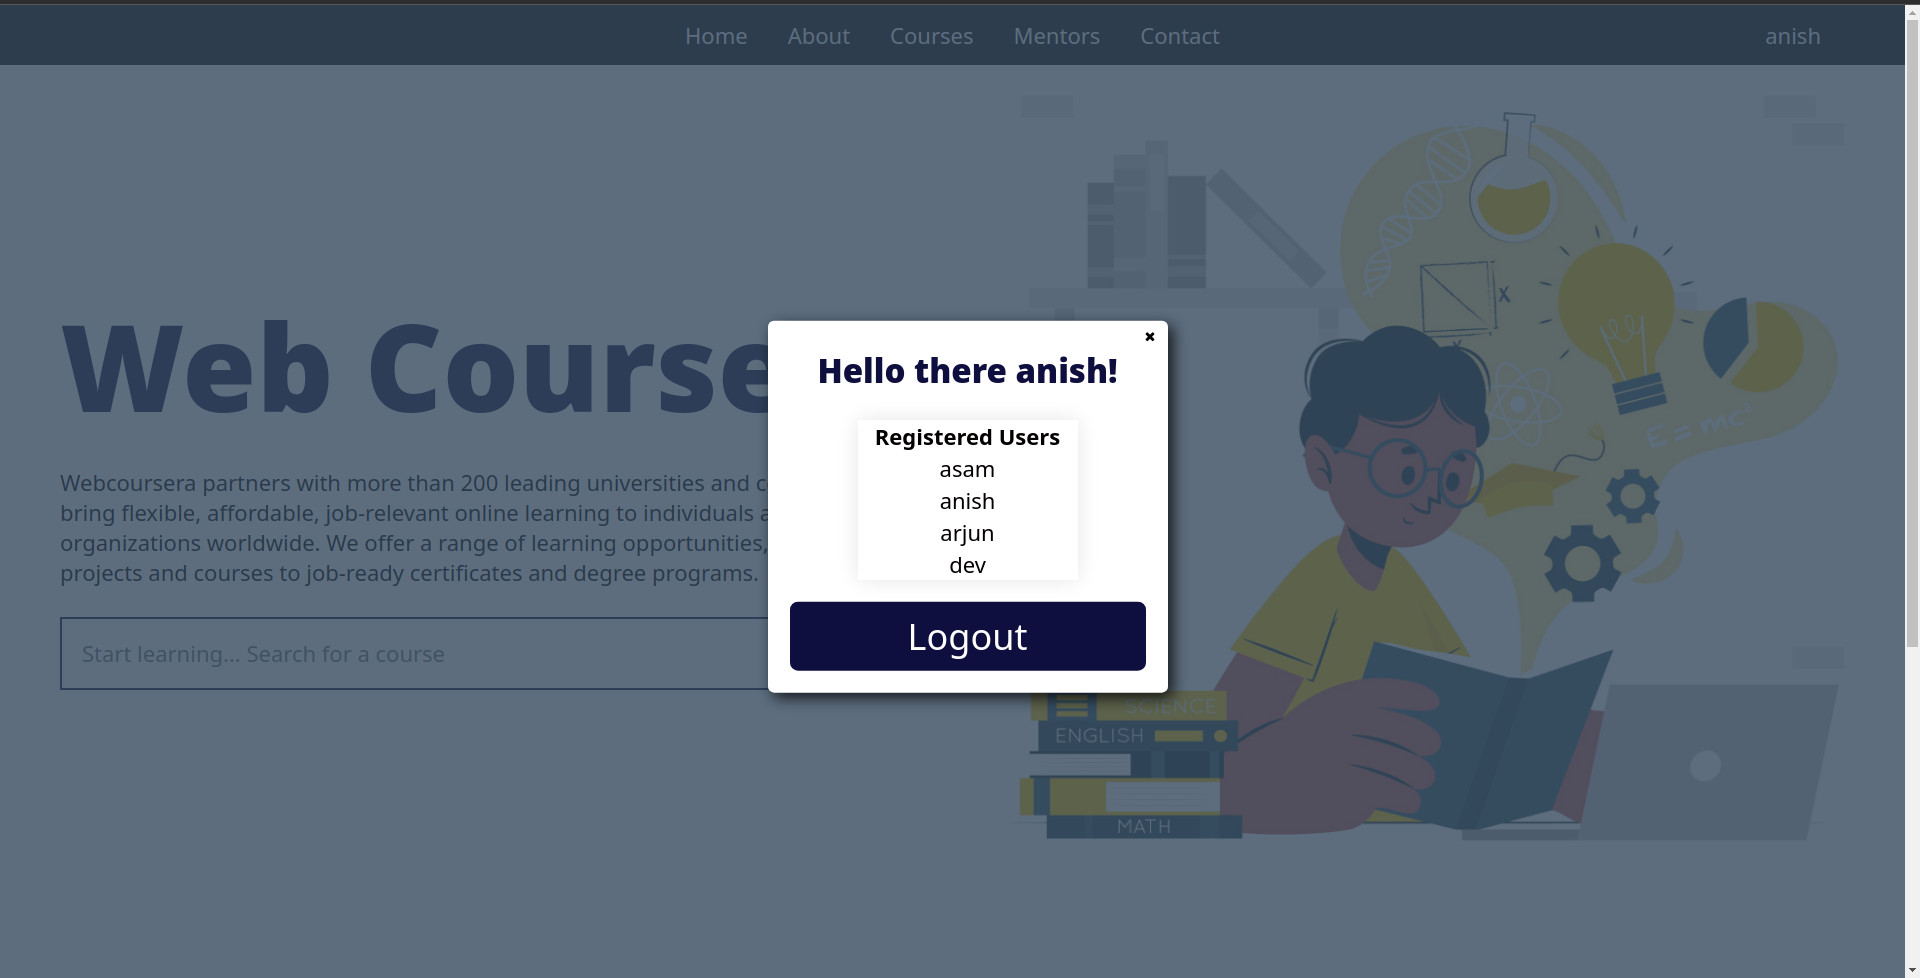 Home About Courses Mentors Contact anish
Web Course
Webcoursera partners with more than 200 leading universities and
bring flexible, affordable, job-relevant online learning to individuals
organizations worldwide. We offer a range of learning opportunities,
projects and courses to job-ready certificates and degree programs.
Start learning... Search for a course
✖
Hello there anish!
Registered Users
asam
anish
arjun
dev
Logout
x
E=mc²
SCIENCE
ENGLISH
MATH